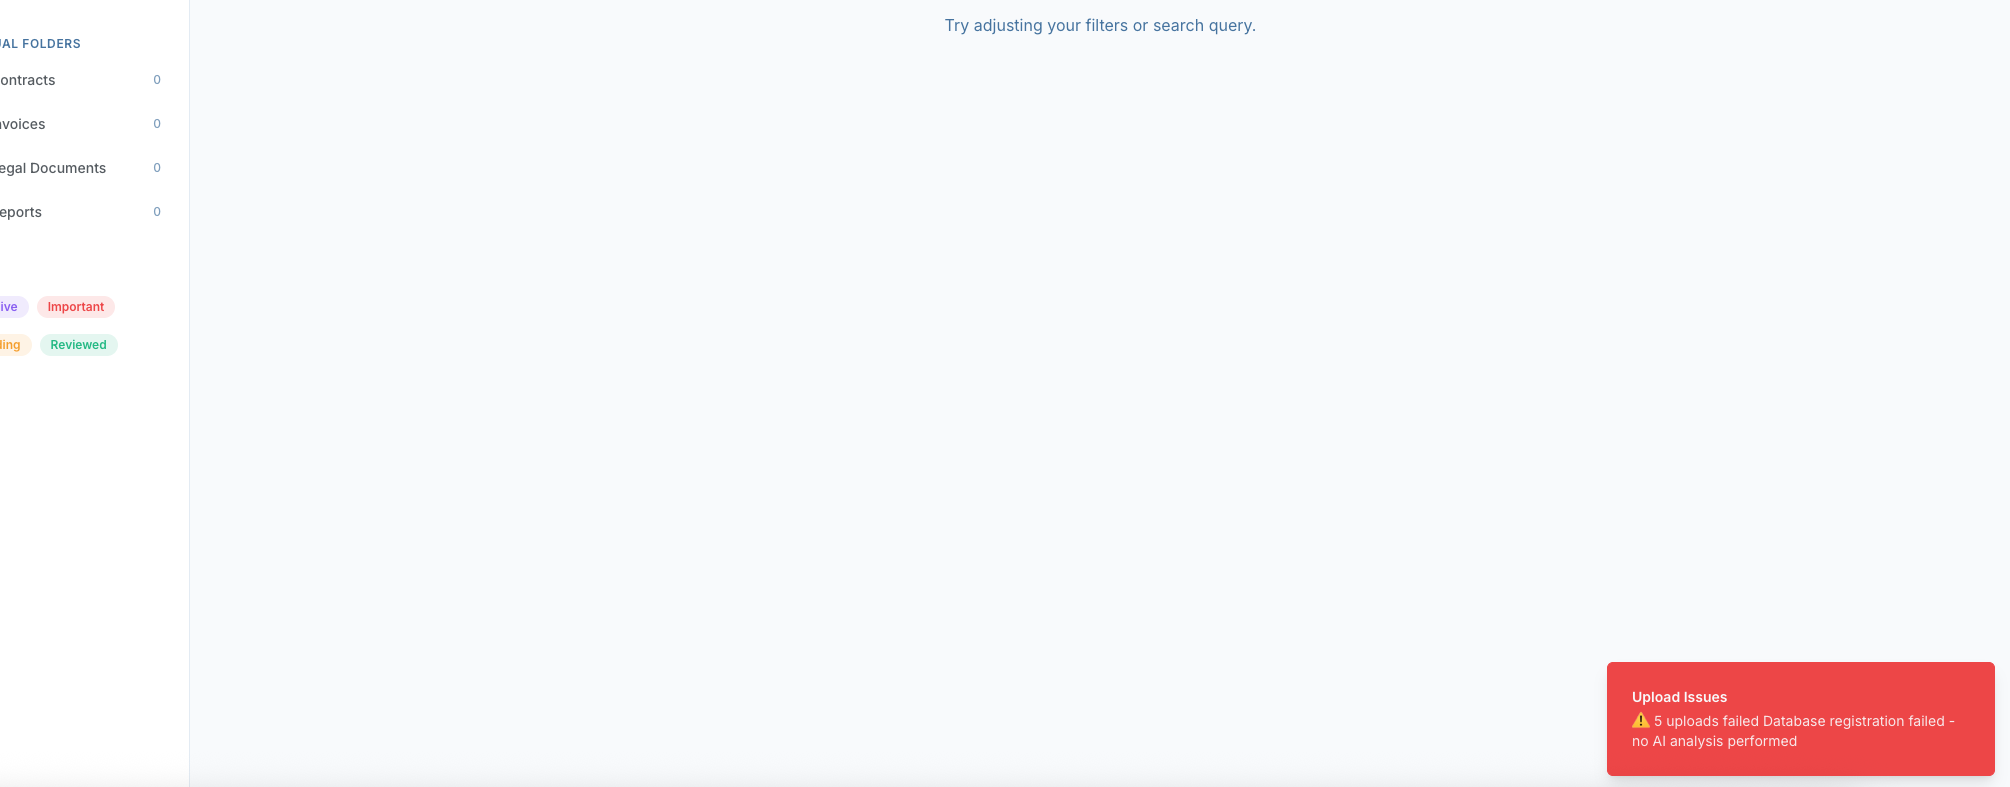 Try adjusting your filters or search query.
UAL FOLDERS
ontracts 0
nvoices 0
egal Documents 0
eports 0
ive Important
ding Reviewed
Upload Issues
⚠️ 5 uploads failed Database registration failed -
no AI analysis performed